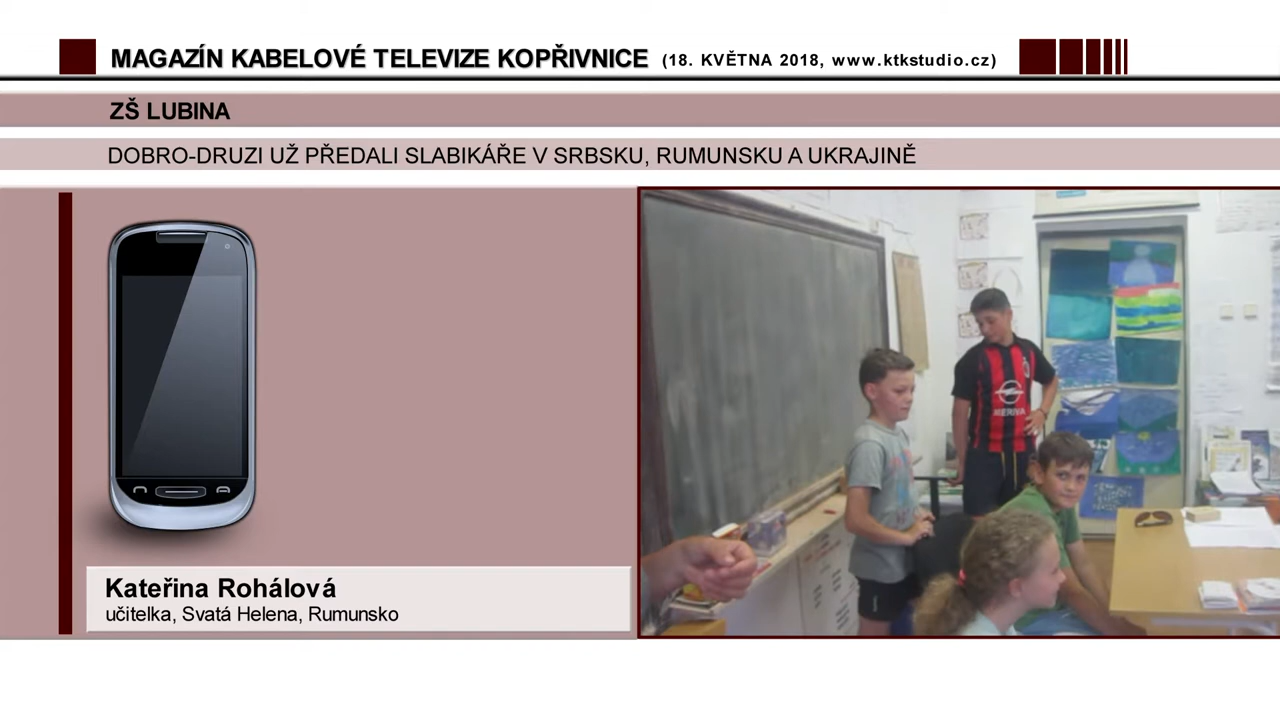 MAGAZÍN KABELOVÉ TELEVIZE KOPŘIVNICE (18. KVĚTNA 2018, www.ktkstudio.cz)
ZŠ LUBINA
DOBRO-DRUZI UŽ PŘEDALI SLABIKÁŘE V SRBSKU, RUMUNSKU A UKRAJINĚ
MERIVA
Kateřina Rohálová
učitelka, Svatá Helena, Rumunsko